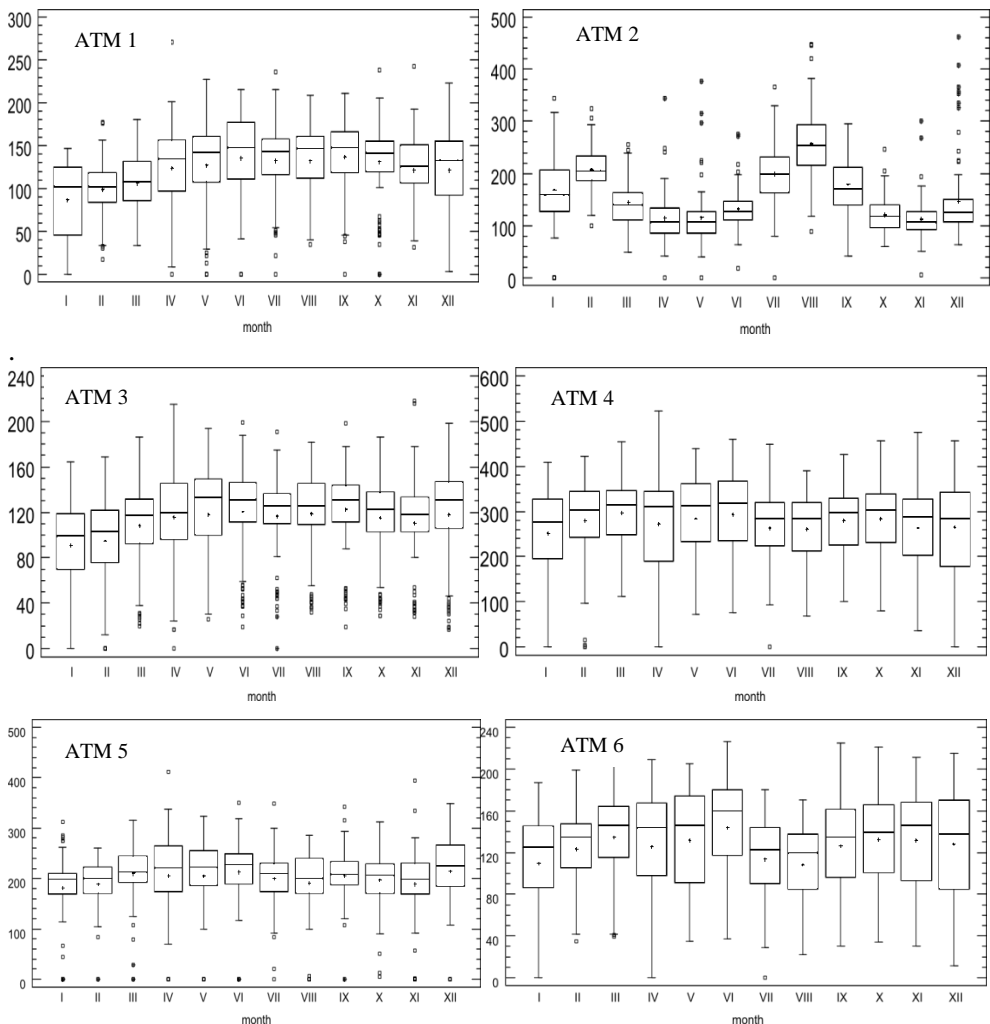 ATM 1
300
250
200
150
100
50
0
I II III IV V VI VII VIII IX X XI XII
month
ATM 2
500
400
300
200
100
0
I II III IV V VI VII VIII IX X XI XII
month
.
ATM 3
240
200
160
120
80
40
0
I II III IV V VI VII VIII IX X XI XII
month
ATM 4
600
500
400
300
200
100
0
I II III IV V VI VII VIII IX X XI XII
month
ATM 5
500
400
300
200
100
0
I II III IV V VI VII VIII IX X XI XII
month
ATM 6
240
200
160
120
80
40
0
I II III IV V VI VII VIII IX X XI XII
month